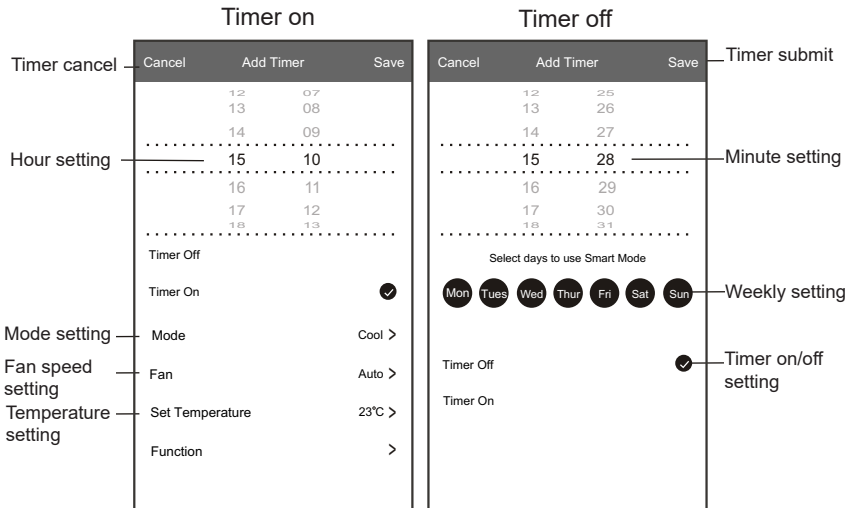 Timer on
Timer off
Timer cancel
Cancel Add Timer Save
Cancel Add Timer Save
Timer submit
12 07
13 08
14 09
15 10
16 11
17 12
18 13
12 25
13 26
14 27
15 28
16 29
17 30
18 31
Hour setting
Minute setting
Timer Off
Timer On
Mode setting
Mode Cool >
Fan speed
setting
Fan Auto >
Temperature
setting
Set Temperature 23℃ >
Function >
Select days to use Smart Mode
Mon Tues Wed Thur Fri Sat Sun
Weekly setting
Timer Off
Timer On
Timer on/off
setting